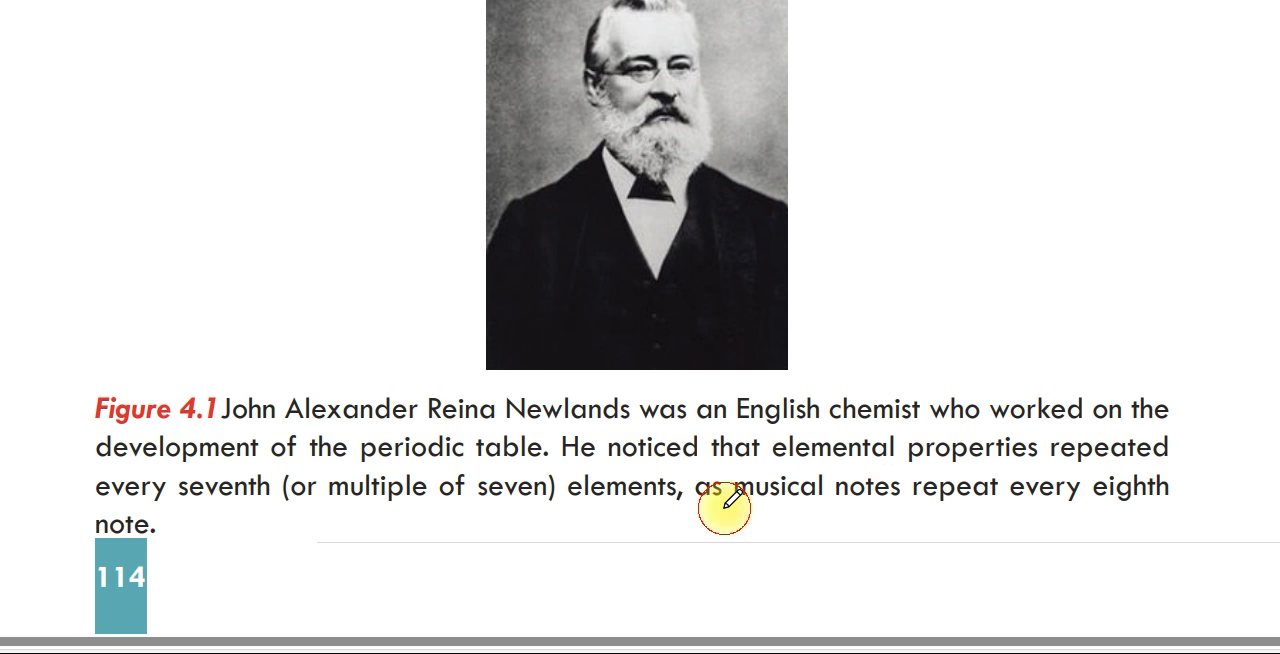 Figure 4.1 John Alexander Reina Newlands was an English chemist who worked on the
development of the periodic table. He noticed that elemental properties repeated
every seventh (or multiple of seven) elements, as musical notes repeat every eighth
note.
114